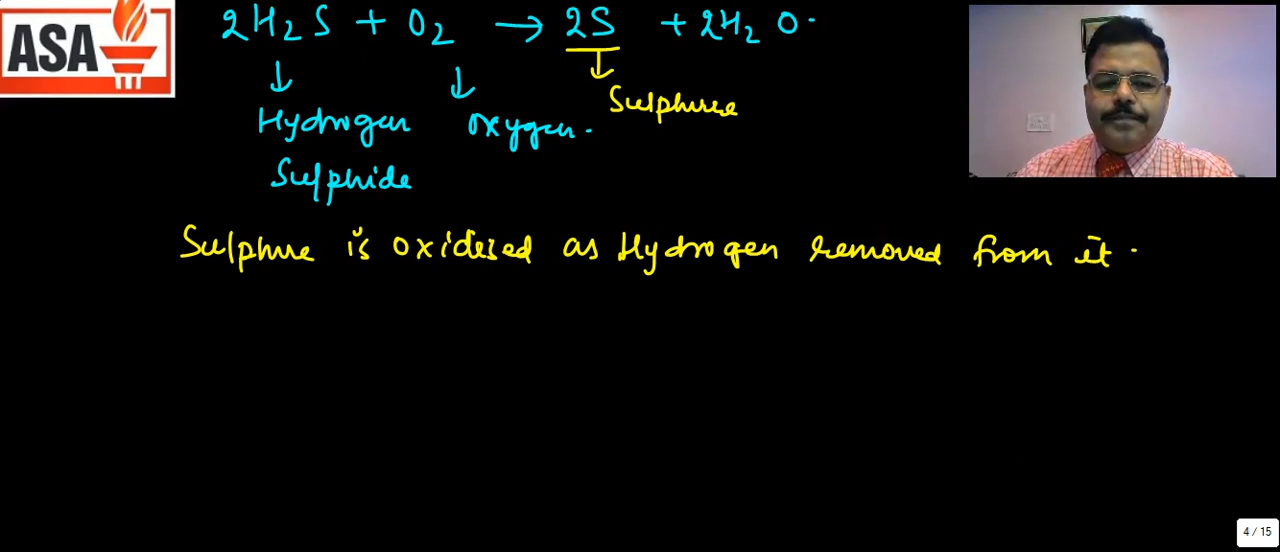 ASA
2H2S + O2 → 2S + 2H2O.
↓ ↓ ↓
Sulphure
Hydrogen oxygen.
Sulphide
Sulphure is oxidised as Hydrogen removed from it.
4 / 15